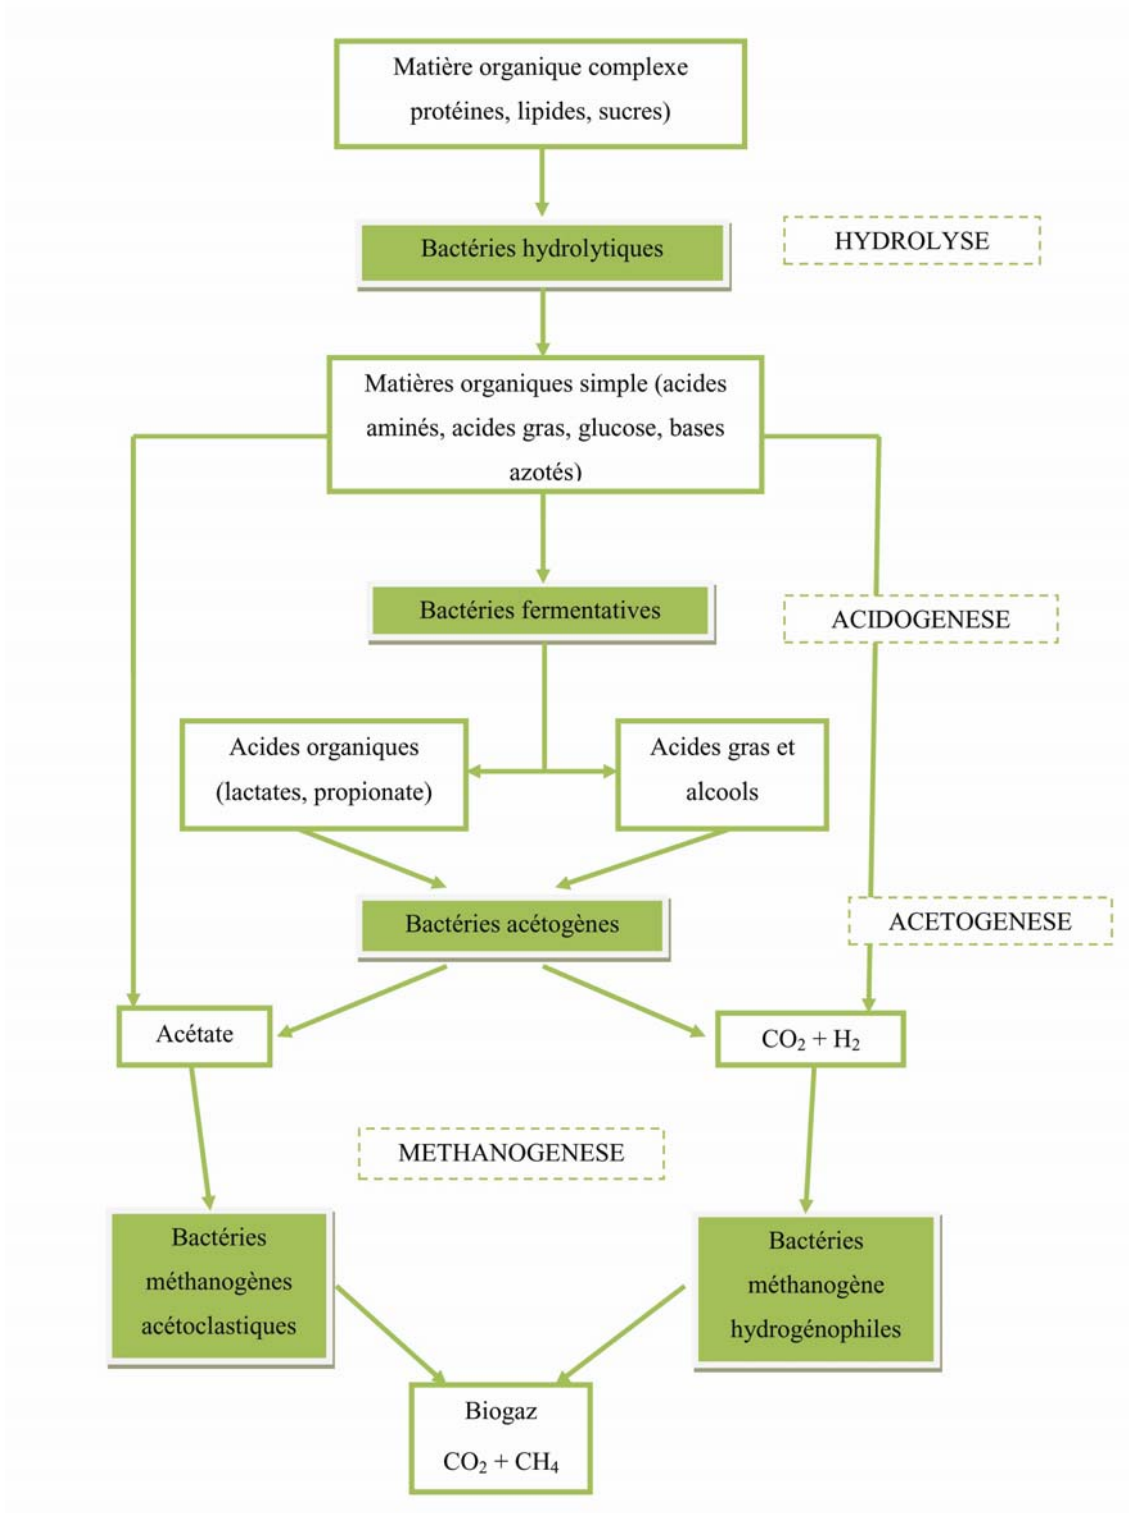 Matière organique complexe
protéines, lipides, sucres)
Bactéries hydrolytiques
HYDROLYSE
Matières organiques simple (acides
aminés, acides gras, glucose, bases
azotés)
Bactéries fermentatives
ACIDOGENESE
Acides organiques
(lactates, propionate)
Acides gras et
alcools
Bactéries acétogènes
ACETOGENESE
Acétate
CO₂ + H₂
METHANOGENESE
Bactéries
méthanogènes
acétoclastiques
Bactéries
méthanogène
hydrogénophiles
Biogaz
CO₂ + CH₄